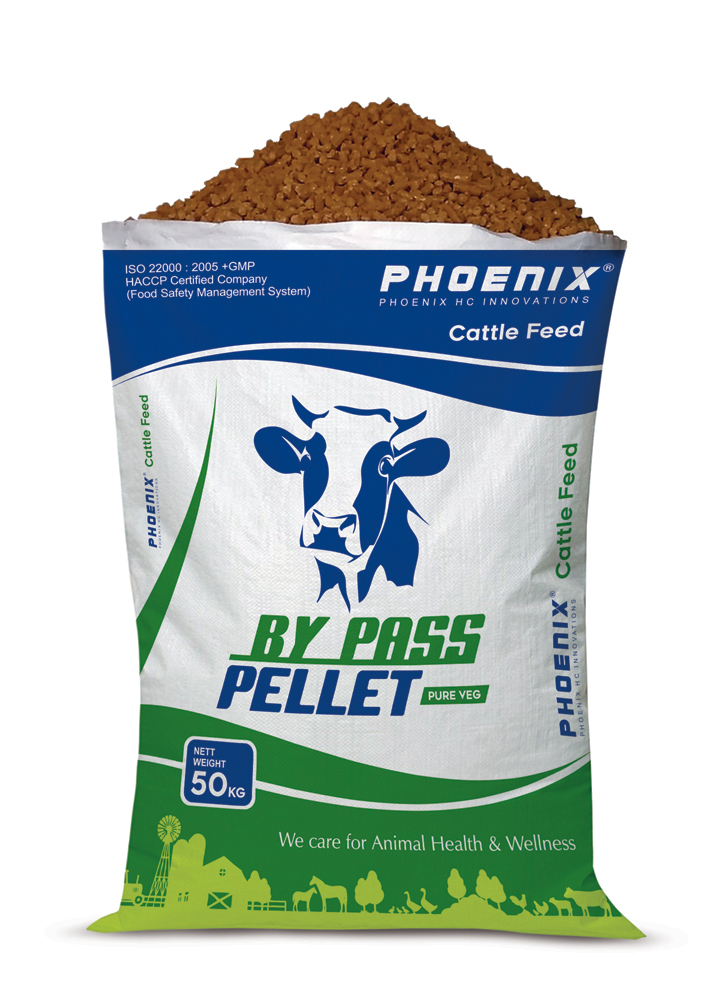 ISO 22000 : 2005 +GMP
HACCP Certified Company
(Food Safety Management System)
PHOENIX®
PHOENIX HC INNOVATIONS
Cattle Feed
PHOENIX®
PHOENIX HC INNOVATIONS
Cattle Feed
BY PASS
PELLET
PURE VEG
PHOENIX®
PHOENIX HC INNOVATIONS
Cattle Feed
NETT
WEIGHT
50KG
We care for Animal Health & Wellness